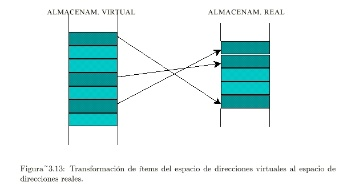 ALMACENAM. VIRTUAL
ALMACENAM. REAL
Figura~3.13: Transformación de ítems del espacio de direcciones virtuales al espacio de
direcciones reales.